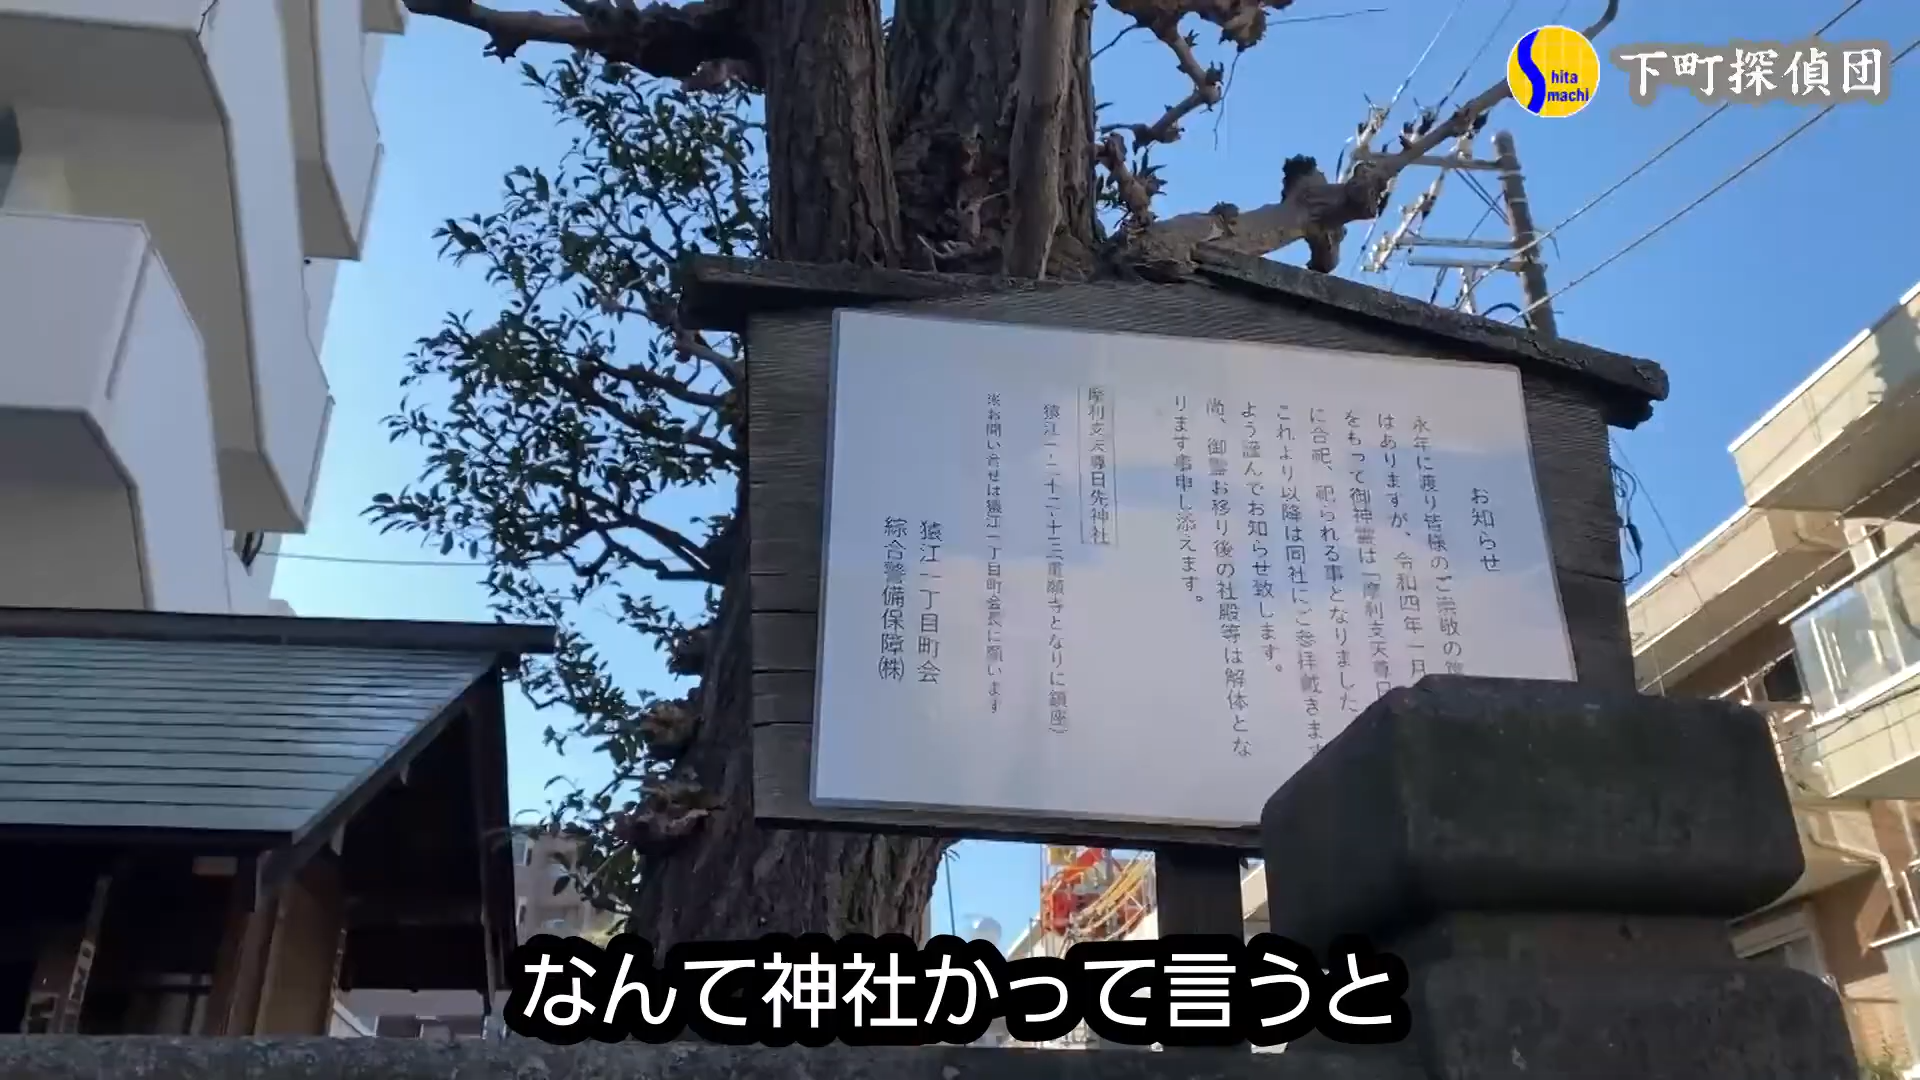 Shita
machi
下町探偵団
お知らせ
永年に渡り皆様のご崇敬の
はありますが、令和四年一月
をもって御神霊は「摩利支天尊日
に合祀、祀られる事となりました
これより以降は同社にご参拝戴きます
よう謹んでお知らせ致します。
尚、御霊お移り後の社殿等は解体とな
ります事申し添えます。
摩利支天尊日先神社
猿江一-二十二-十三(重願寺となりに鎮座)
※お問い合せは猿江一丁目町会長に願います
猿江一丁目町会
綜合警備保障㈱
なんて神社かって言うと